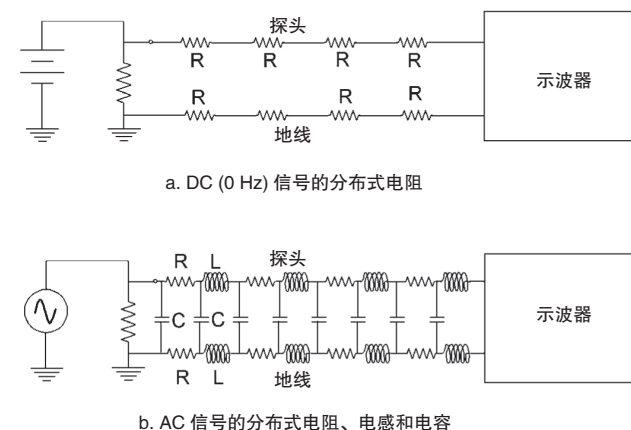 探头
R R R R
示波器
R R R
地线
a. DC (0 Hz) 信号的分布式电阻
R L 探头
C C
示波器
R L 地线
b. AC 信号的分布式电阻、电感和电容